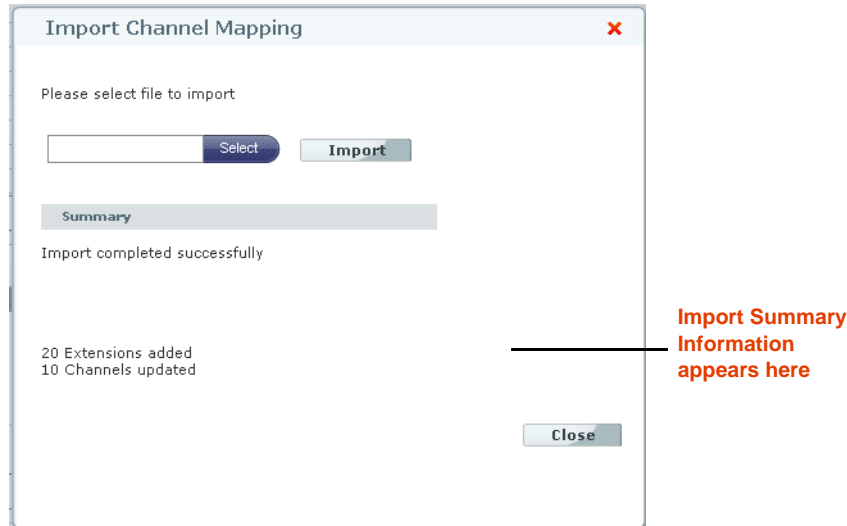 Import Channel Mapping
Please select file to import
Select
Import
Summary
Import completed successfully
20 Extensions added
10 Channels updated
Import Summary
Information
appears here
Close